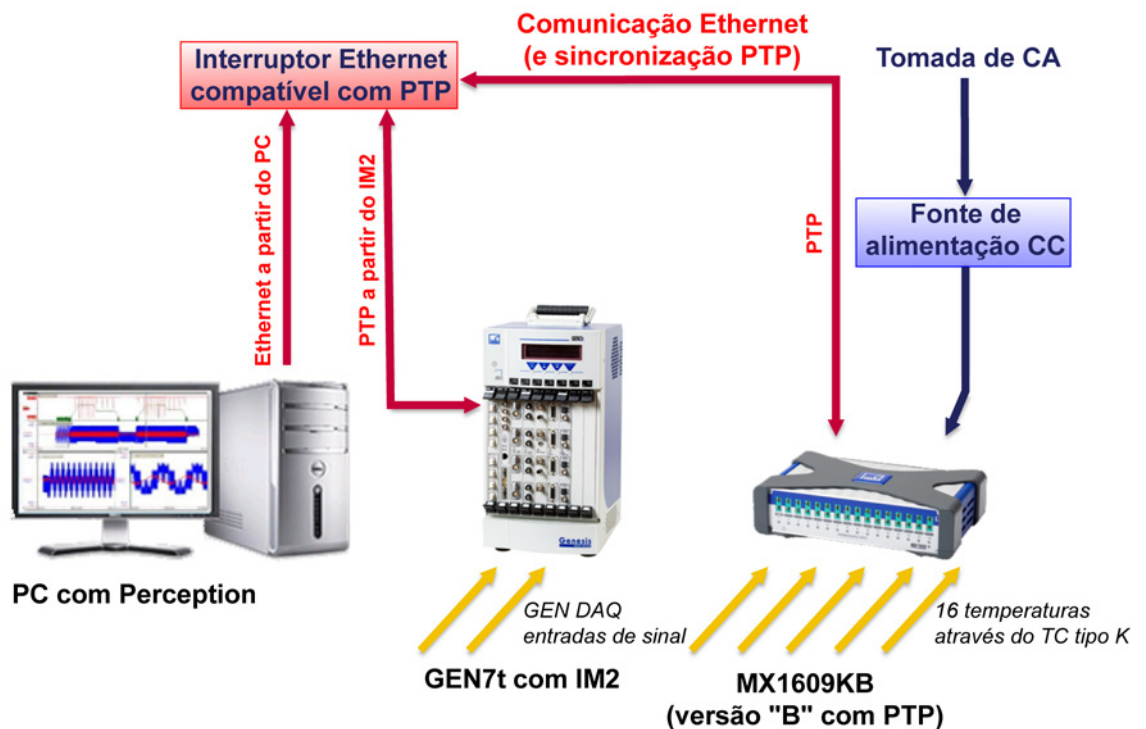 Comunicação Ethernet
(e sincronização PTP)
Interruptor Ethernet
compatível com PTP
Tomada de CA
Ethernet a partir do PC
PTP a partir do IM2
PTP
Fonte de
alimentação CC
Genesis
PC com Perception
GEN DAQ
entradas de sinal
16 temperaturas
através do TC tipo K
GEN7t com IM2
MX1609KB
(versão "B" com PTP)